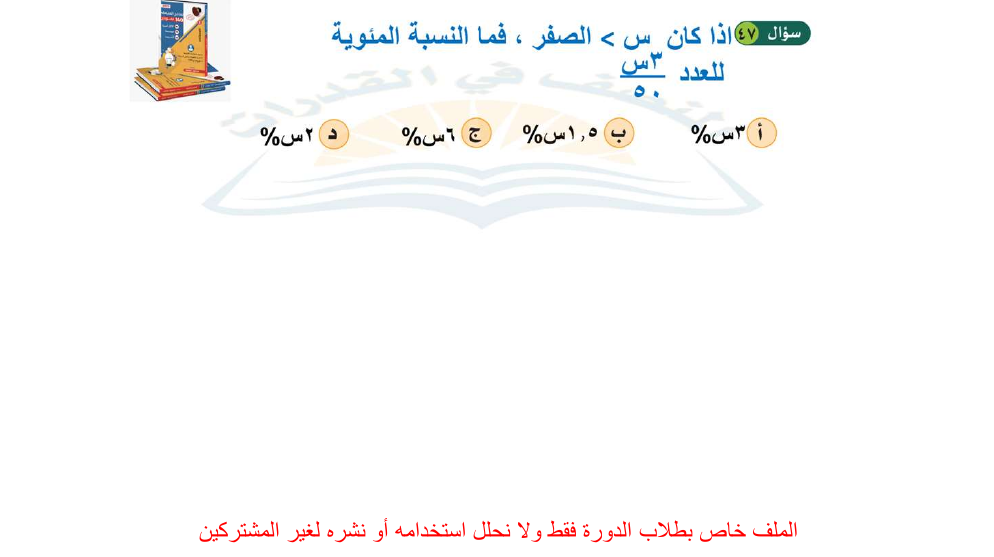 سؤال ٤٧ اذا كان س > الصفر ، فما النسبة المئوية
للعدد ٣س
٥٠
أ ٣س% ب ١,٥س% ج ٦س% د ٢س%
الملف خاص بطلاب الدورة فقط ولا نحلل استخدامه أو نشره لغير المشتركين